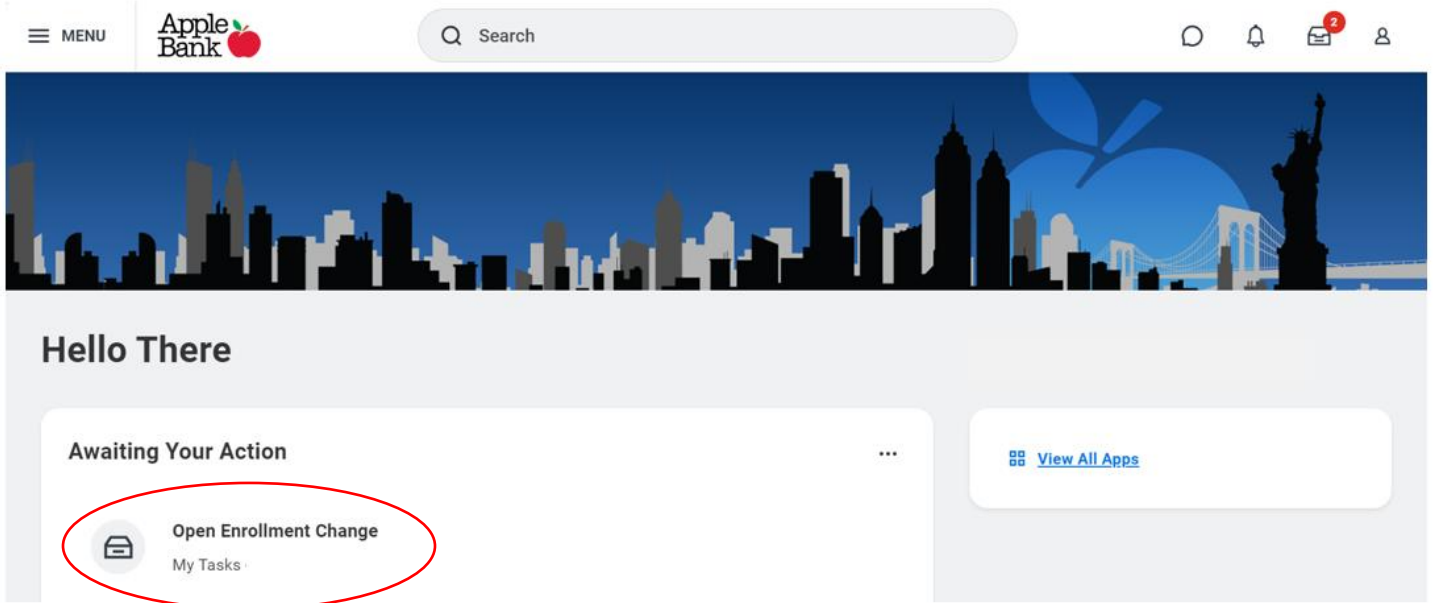 MENU
Apple
Bank
Search
2
Hello There
Awaiting Your Action
...
View All Apps
Open Enrollment Change
My Tasks